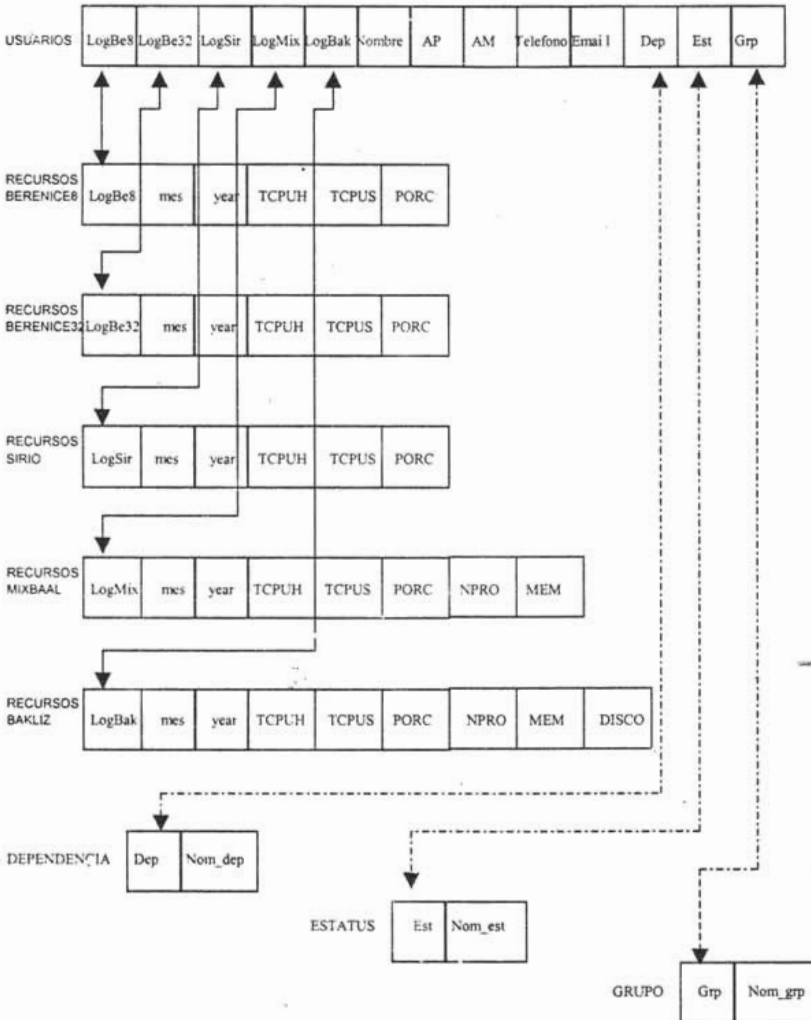 USUARIOS LogBe8 LogBe32 LogSir LogMix LogBak Nombre AP AM Telefono Email Dep Est Grp
RECURSOS
BERENICE8 LogBe8 mes year TCPUH TCPUS PORC
RECURSOS
BERENICE32 LogBe32 mes year TCPUH TCPUS PORC
RECURSOS
SIRIO LogSir mes year TCPUH TCPUS PORC
RECURSOS
MIXBAAL LogMix mes year TCPUH TCPUS PORC NPRO MEM
RECURSOS
BAKLIZ LogBak mes year TCPUH TCPUS PORC NPRO MEM DISCO
DEPENDENCIA Dep Nom_dep
ESTATUS Est Nom_est
GRUPO Grp Nom_grp